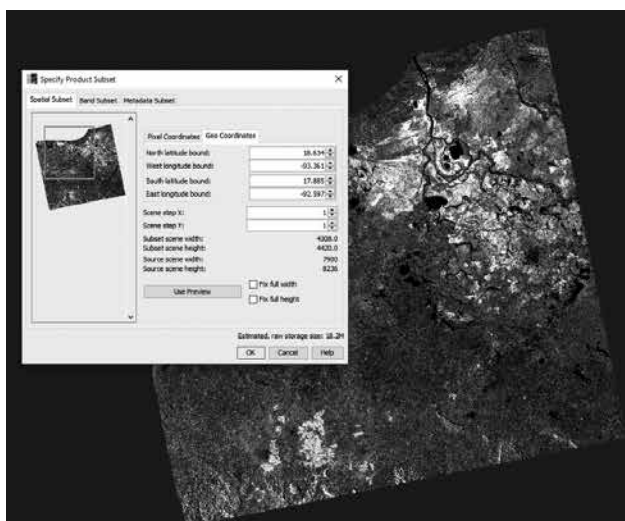 Specify Product Subset
Spatial Subset Band Subset Metadata Subset
Pixel Coordinates Geo Coordinates
North latitude bound: 18.634
West longitude bound: -93.361
South latitude bound: 17.885
East longitude bound: -92.597
Scene step X: 1
Scene step Y: 1
Subset scene width: 4308.0
Subset scene height: 4420.0
Source scene width: 7900
Source scene height: 8236
Use Preview
Fix full width
Fix full height
Estimated, raw storage size: 18.2M
OK Cancel Help